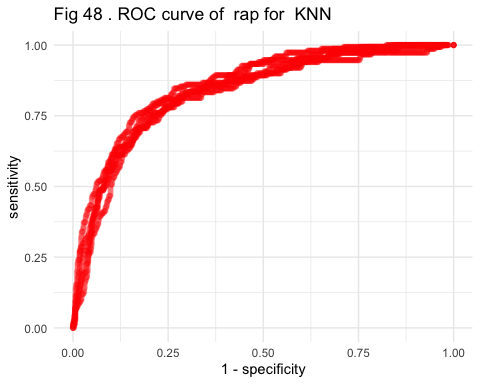 Fig 48 . ROC curve of  rap for  KNN
1.00
0.75
0.50
0.25
0.00
sensitivity
0.00 0.25 0.50 0.75 1.00
1 - specificity